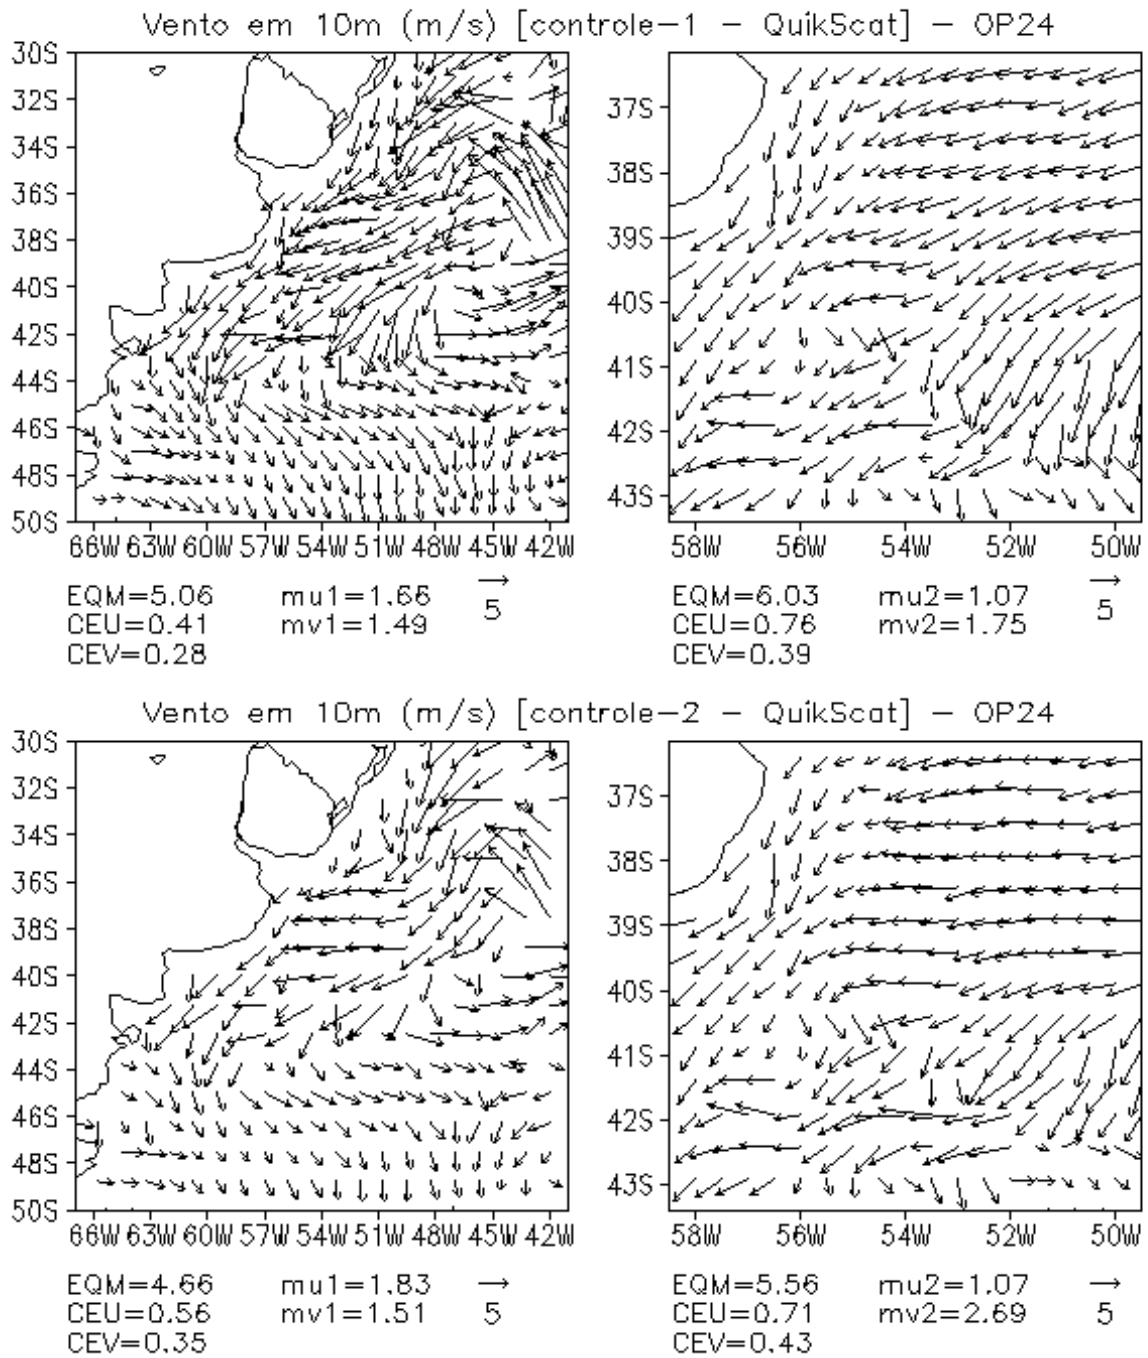 Vento em 10m (m/s) [controle-1 - QuikScat] - OP24
30S
32S
34S
36S
38S
40S
42S
44S
46S
48S
50S
66W 63W 60W 57W 54W 51W 48W 45W 42W
37S
38S
39S
40S
41S
42S
43S
58W 56W 54W 52W 50W
EQM=5.06 mu1=1.66
CEU=0.41 mv1=1.49 5
CEV=0.28
EQM=6.03 mu2=1.07
CEU=0.76 mv2=1.75 5
CEV=0.39
Vento em 10m (m/s) [controle-2 - QuikScat] - OP24
30S
32S
34S
36S
38S
40S
42S
44S
46S
48S
50S
66W 63W 60W 57W 54W 51W 48W 45W 42W
37S
38S
39S
40S
41S
42S
43S
58W 56W 54W 52W 50W
EQM=4.66 mu1=1.83
CEU=0.56 mv1=1.51 5
CEV=0.35
EQM=5.56 mu2=1.07
CEU=0.71 mv2=2.69 5
CEV=0.43